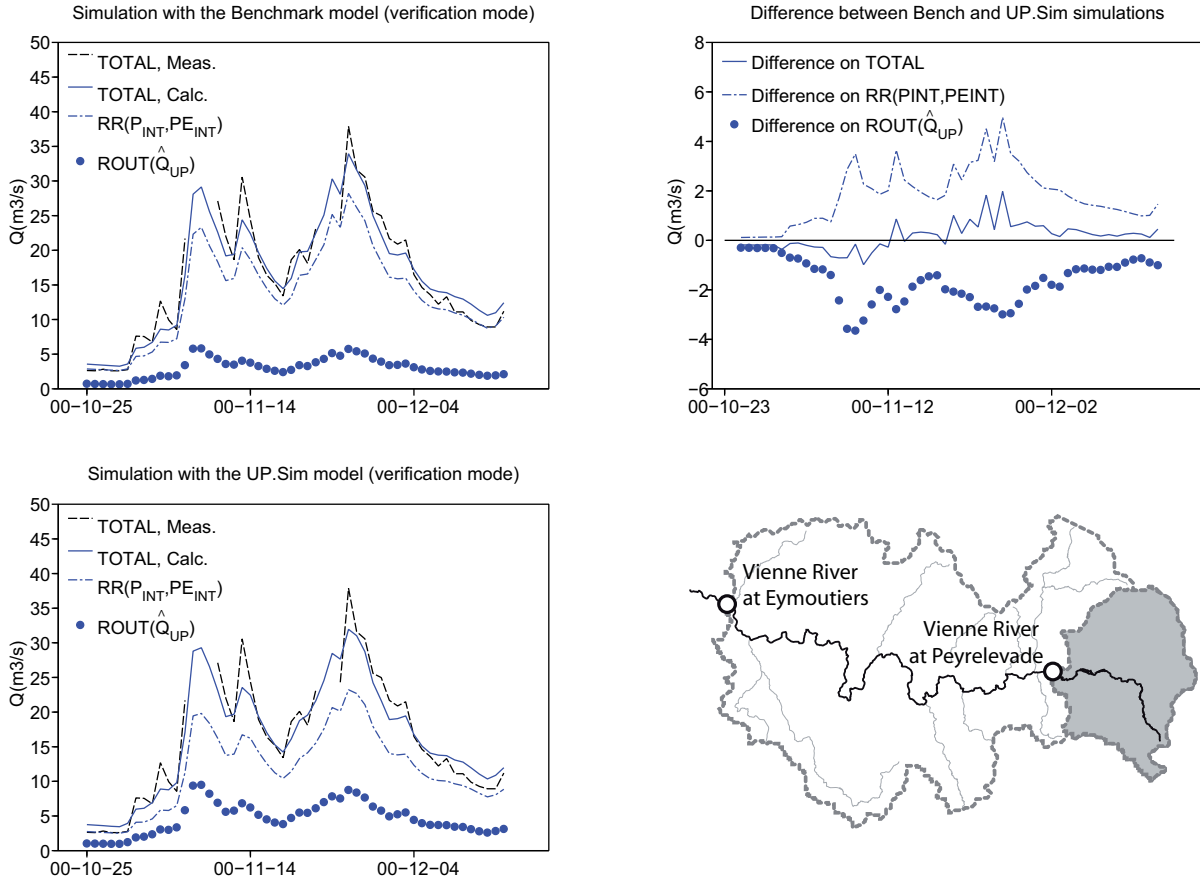 Simulation with the Benchmark model (verification mode)
50
45
40
35
30
25
20
15
10
5
0
Q(m3/s)
TOTAL, Meas.
TOTAL, Calc.
RR(P_INT,PE_INT)
ROUT(Q̂_UP)
00−10−25
00−11−14
00−12−04
Difference between Bench and UP.Sim simulations
8
6
4
2
0
−2
−4
−6
Q(m3/s)
Difference on TOTAL
Difference on RR(PINT,PEINT)
Difference on ROUT(Q̂_UP)
00−10−23
00−11−12
00−12−02
Simulation with the UP.Sim model (verification mode)
50
45
40
35
30
25
20
15
10
5
0
Q(m3/s)
TOTAL, Meas.
TOTAL, Calc.
RR(P_INT,PE_INT)
ROUT(Q̂_UP)
00−10−25
00−11−14
00−12−04
Vienne River
at Eymoutiers
Vienne River
at Peyrelevade